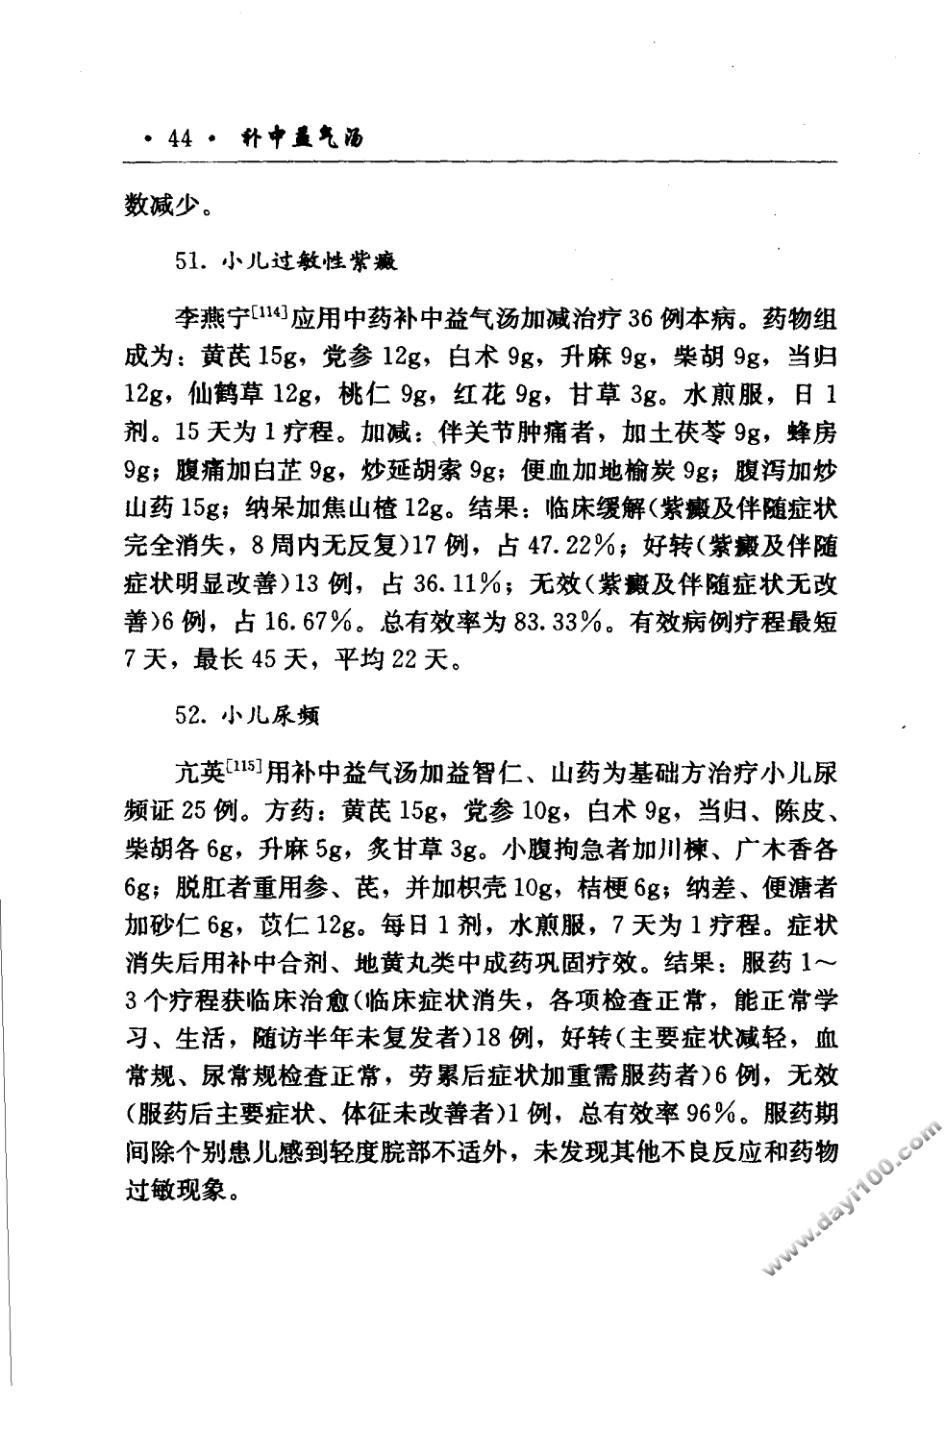 · 44 · 补中益气汤
数减少。
51. 小儿过敏性紫癜
李燕宁[114]应用中药补中益气汤加减治疗 36 例本病。药物组
成为：黄芪 15g，党参 12g，白术 9g，升麻 9g，柴胡 9g，当归
12g，仙鹤草 12g，桃仁 9g，红花 9g，甘草 3g。水煎服，日 1
剂。15 天为 1 疗程。加减：伴关节肿痛者，加土茯苓 9g，蜂房
9g；腹痛加白芷 9g，炒延胡索 9g；便血加地榆炭 9g；腹泻加炒
山药 15g；纳呆加焦山楂 12g。结果：临床缓解(紫癜及伴随症状
完全消失，8 周内无反复)17 例，占 47.22％；好转(紫癜及伴随
症状明显改善)13 例，占 36.11％；无效(紫癜及伴随症状无改
善)6 例，占 16.67％。总有效率为 83.33％。有效病例疗程最短
7 天，最长 45 天，平均 22 天。
52. 小儿尿频
亢英[115]用补中益气汤加益智仁、山药为基础方治疗小儿尿
频证 25 例。方药：黄芪 15g，党参 10g，白术 9g，当归、陈皮、
柴胡各 6g，升麻 5g，炙甘草 3g。小腹拘急者加川楝、广木香各
6g；脱肛者重用参、芪，并加枳壳 10g，桔梗 6g；纳差、便溏者
加砂仁 6g，苡仁 12g。每日 1 剂，水煎服，7 天为 1 疗程。症状
消失后用补中合剂、地黄丸类中成药巩固疗效。结果：服药 1～
3 个疗程获临床治愈(临床症状消失，各项检查正常，能正常学
习、生活，随访半年未复发者)18 例，好转(主要症状减轻，血
常规、尿常规检查正常，劳累后症状加重需服药者)6 例，无效
(服药后主要症状、体征未改善者)1 例，总有效率 96％。服药期
间除个别患儿感到轻度脘部不适外，未发现其他不良反应和药物
过敏现象。
www.dayi100.com